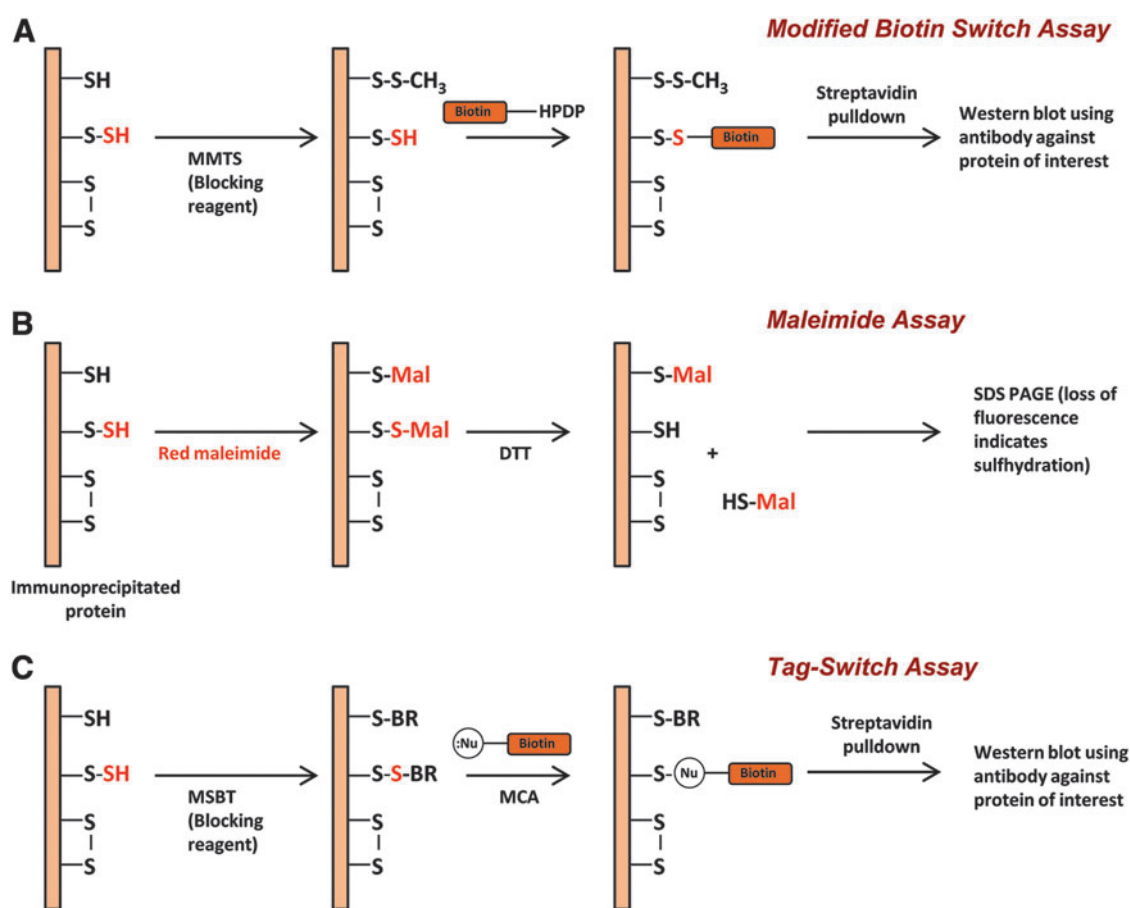 A
Modified Biotin Switch Assay
SH
S-SH
S
S
MMTS
(Blocking
reagent)
S-S-CH₃
S-SH
S
S
Biotin HPDP
S-S-CH₃
S-S Biotin
S
S
Streptavidin
pulldown
Western blot using
antibody against
protein of interest
B
Maleimide Assay
SH
S-SH
S
S
Immunoprecipitated
protein
Red maleimide
S-Mal
S-S-Mal
S
S
DTT
S-Mal
SH
+
HS-Mal
S
S
SDS PAGE (loss of
fluorescence
indicates
sulfhydration)
C
Tag-Switch Assay
SH
S-SH
S
S
MSBT
(Blocking
reagent)
S-BR
S-S-BR
S
S
:Nu Biotin
MCA
S-BR
S- Nu Biotin
S
S
Streptavidin
pulldown
Western blot using
antibody against
protein of interest